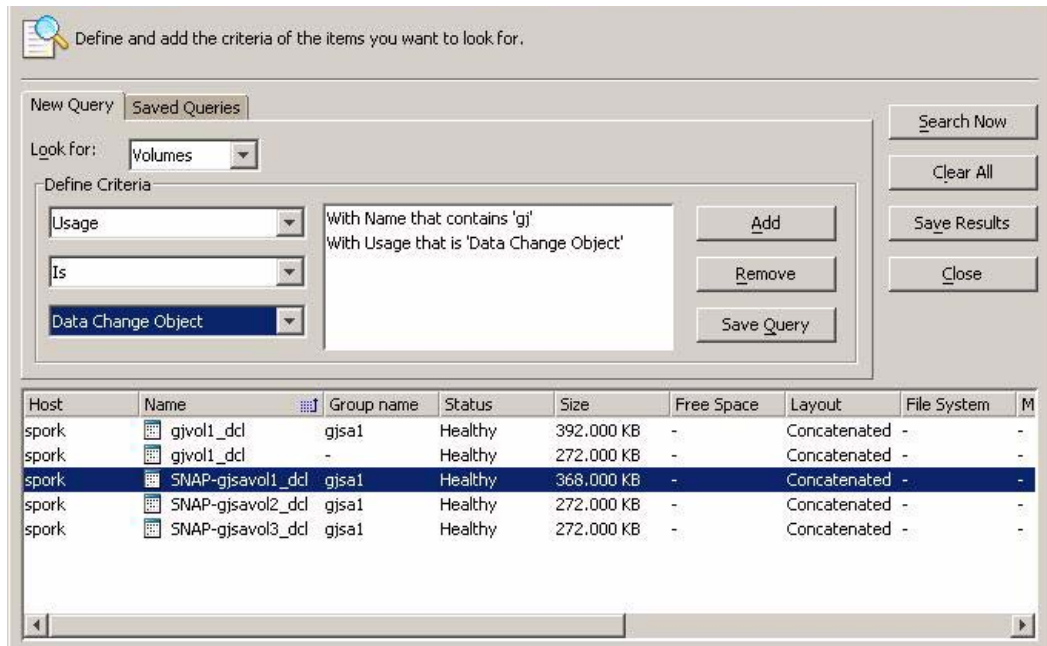 Define and add the criteria of the items you want to look for.
New Query Saved Queries
Look for: Volumes
Define Criteria
Usage
Is
Data Change Object
With Name that contains 'gj'
With Usage that is 'Data Change Object'
Add
Remove
Save Query
Search Now
Clear All
Save Results
Close
Host Name Group name Status Size Free Space Layout File System M
spork gjvol1_dcl gjsa1 Healthy 392.000 KB - Concatenated - -
spork gjvol1_dcl - Healthy 272.000 KB - Concatenated - -
spork SNAP-gjsavol1_dcl gjsa1 Healthy 368.000 KB - Concatenated - -
spork SNAP-gjsavol2_dcl gjsa1 Healthy 272.000 KB - Concatenated - -
spork SNAP-gjsavol3_dcl gjsa1 Healthy 272.000 KB - Concatenated - -